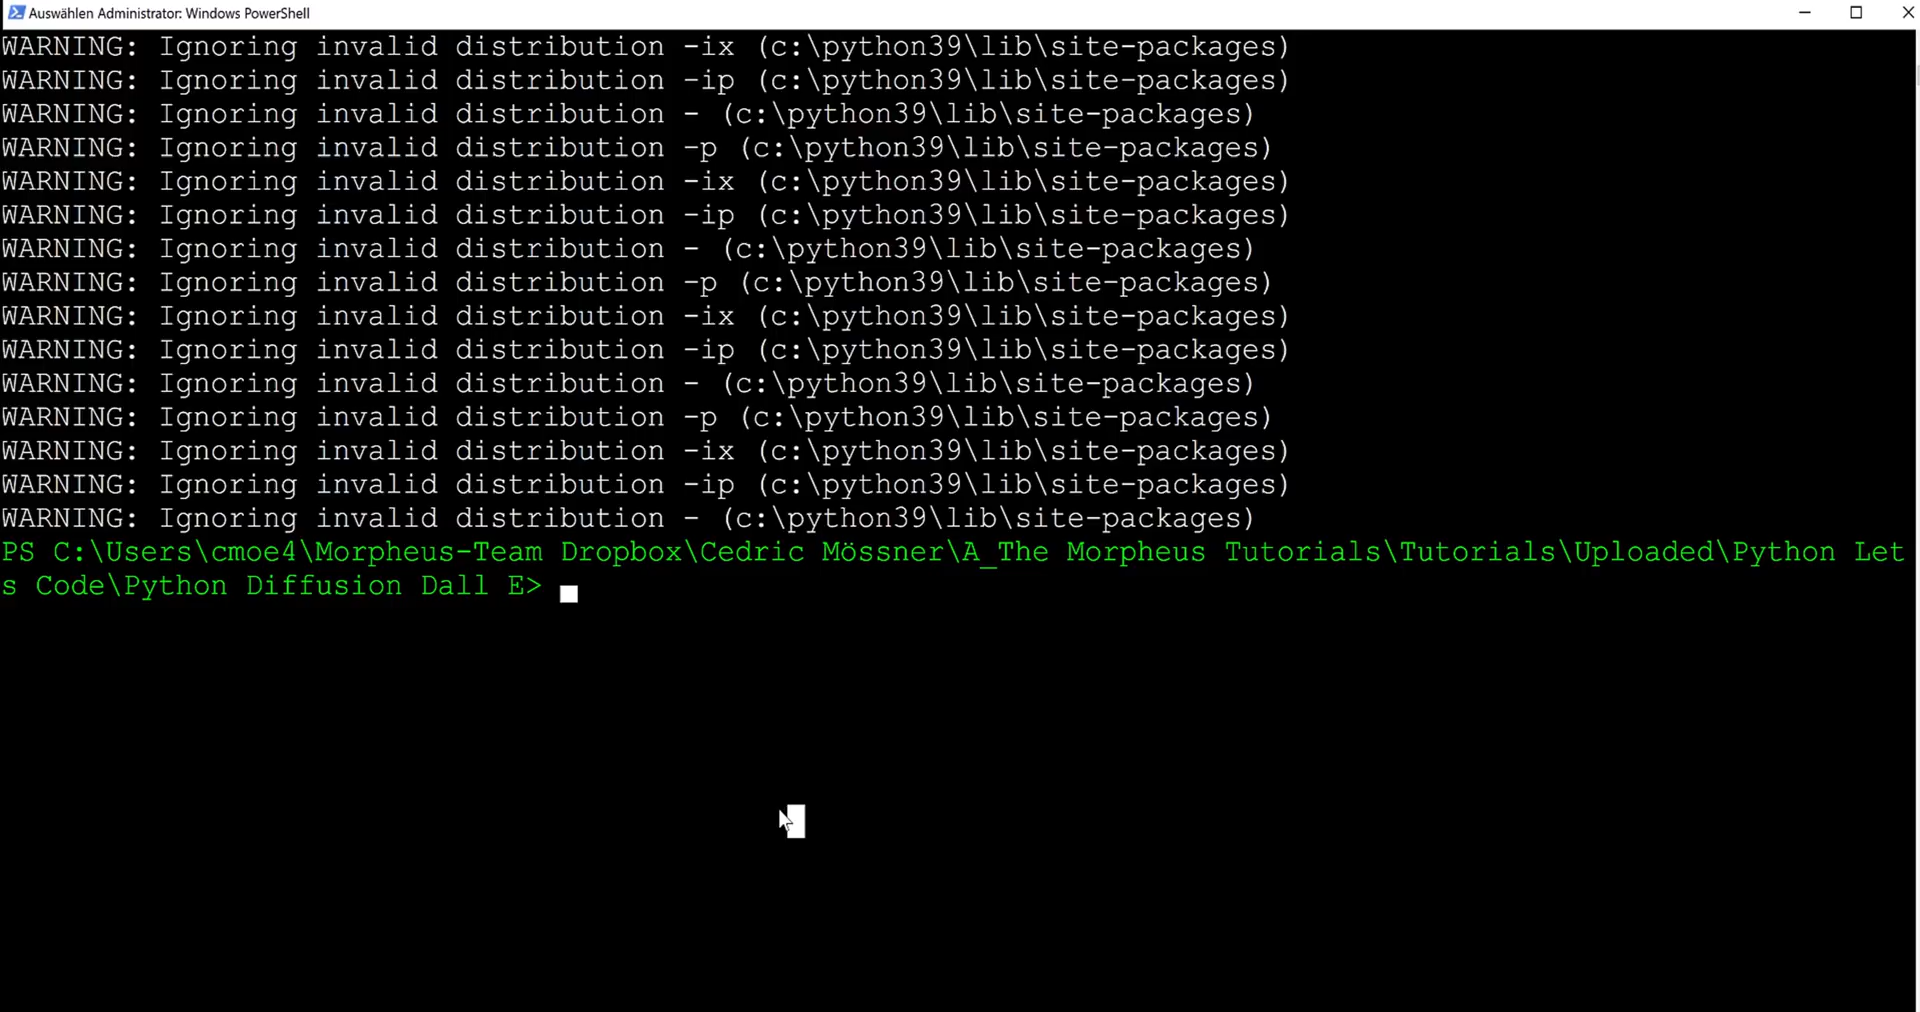 Auswählen Administrator: Windows PowerShell
WARNING: Ignoring invalid distribution -ix (c:\python39\lib\site-packages)
WARNING: Ignoring invalid distribution -ip (c:\python39\lib\site-packages)
WARNING: Ignoring invalid distribution - (c:\python39\lib\site-packages)
WARNING: Ignoring invalid distribution -p (c:\python39\lib\site-packages)
WARNING: Ignoring invalid distribution -ix (c:\python39\lib\site-packages)
WARNING: Ignoring invalid distribution -ip (c:\python39\lib\site-packages)
WARNING: Ignoring invalid distribution - (c:\python39\lib\site-packages)
WARNING: Ignoring invalid distribution -p (c:\python39\lib\site-packages)
WARNING: Ignoring invalid distribution -ix (c:\python39\lib\site-packages)
WARNING: Ignoring invalid distribution -ip (c:\python39\lib\site-packages)
WARNING: Ignoring invalid distribution - (c:\python39\lib\site-packages)
WARNING: Ignoring invalid distribution -p (c:\python39\lib\site-packages)
WARNING: Ignoring invalid distribution -ix (c:\python39\lib\site-packages)
WARNING: Ignoring invalid distribution -ip (c:\python39\lib\site-packages)
WARNING: Ignoring invalid distribution - (c:\python39\lib\site-packages)
PS C:\Users\cmoe4\Morpheus-Team Dropbox\Cedric Mössner\A_The Morpheus Tutorials\Tutorials\Uploaded\Python Let
s Code\Python Diffusion Dall E>